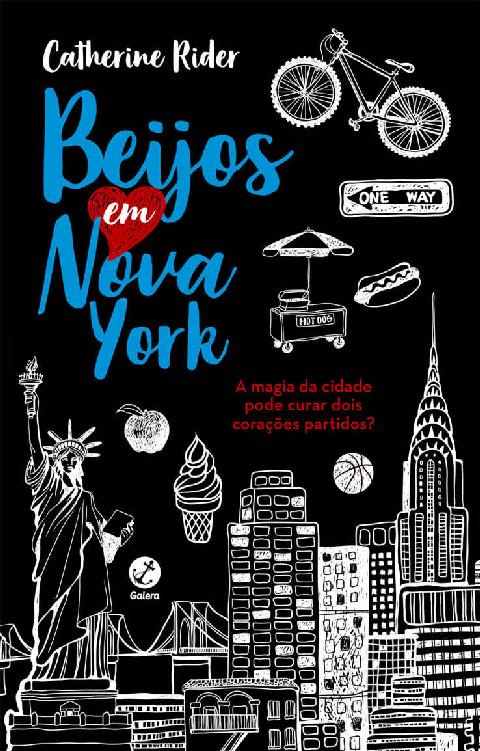 Catherine Rider
Beijos
em
Nova
York
ONE WAY
HOT DOG
A magia da cidade
pode curar dois
corações partidos?
Galera